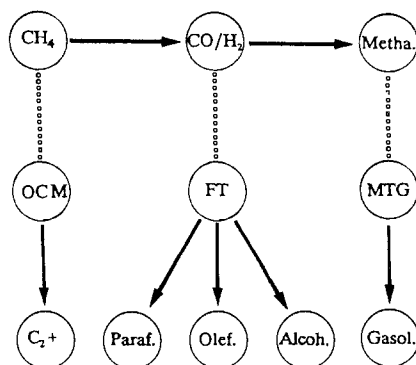 CH₄
CO/H₂
Metha.
OCM
FT
MTG
C₂+
Paraf.
Olef.
Alcoh.
Gasol.